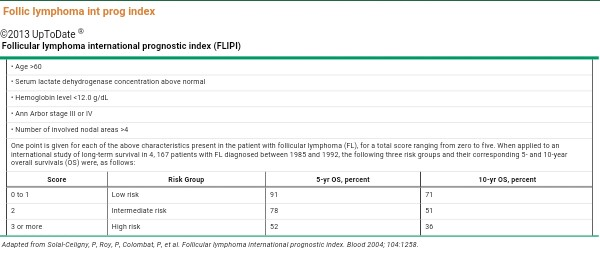 Follic lymphoma int prog index
©2013 UpToDate ®
Follicular lymphoma international prognostic index (FLIPI)
• Age >60
• Serum lactate dehydrogenase concentration above normal
• Hemoglobin level <12.0 g/dL
• Ann Arbor stage III or IV
• Number of involved nodal areas >4
One point is given for each of the above characteristics present in the patient with follicular lymphoma (FL), for a total score ranging from zero to five. When applied to an
international study of long-term survival in 4, 167 patients with FL diagnosed between 1985 and 1992, the following three risk groups and their corresponding 5- and 10-year
overall survivals (OS) were, as follows:
Score Risk Group 5-yr OS, percent 10-yr OS, percent
0 to 1 Low risk 91 71
2 Intermediate risk 78 51
3 or more High risk 52 36
Adapted from Solal-Celigny, P, Roy, P, Colombat, P, et al. Follicular lymphoma international prognostic index. Blood 2004; 104:1258.